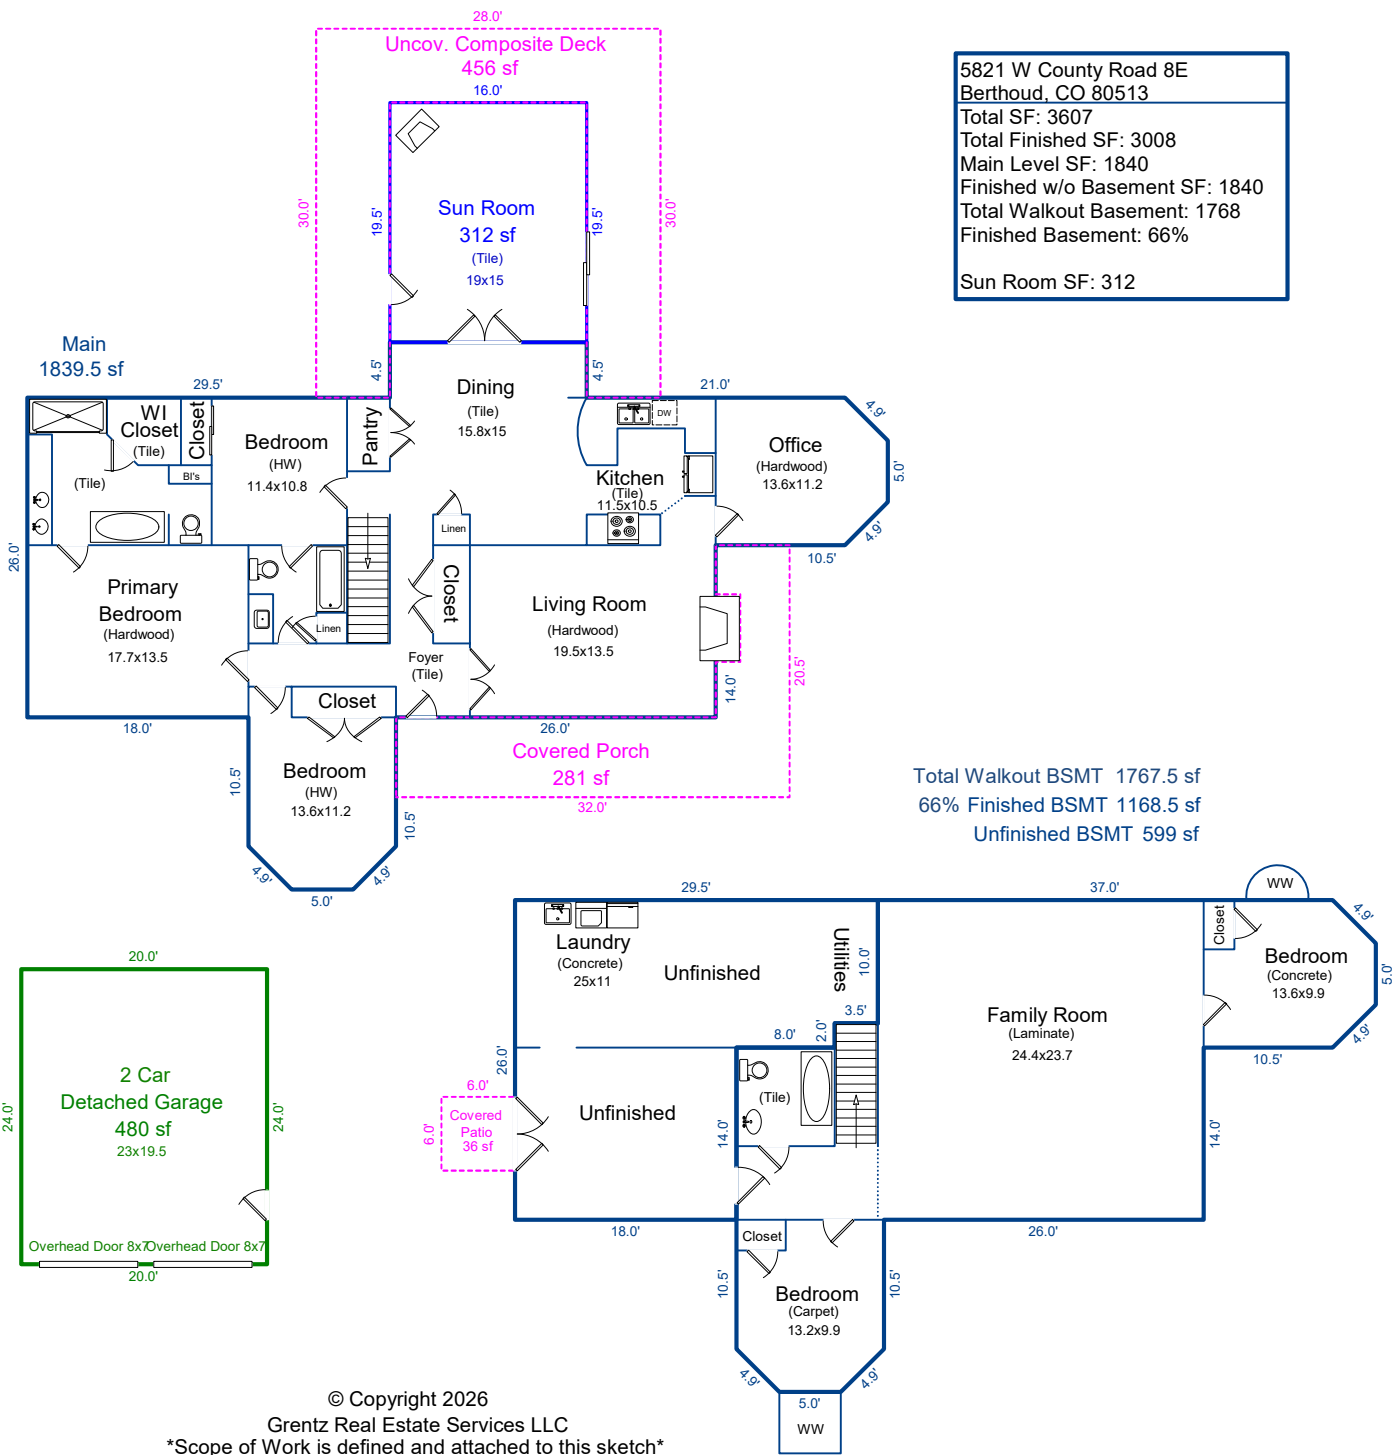 28.0'
Uncov. Composite Deck
456 sf
16.0'
30.0'
19.5'
Sun Room
312 sf
(Tile)
19x15
19.5'
30.0'
5821 W County Road 8E
Berthoud, CO 80513
Total SF: 3607
Total Finished SF: 3008
Main Level SF: 1840
Finished w/o Basement SF: 1840
Total Walkout Basement: 1768
Finished Basement: 66%
Sun Room SF: 312
Main
1839.5 sf
29.5'
4.5'
Dining
(Tile)
15.8x15
4.5'
21.0'
4.9'
WI
Closet
(Tile)
Closet
Bedroom
(HW)
11.4x10.8
Pantry
DW
Office
(Hardwood)
13.6x11.2
5.0'
(Tile)
BI's
Kitchen
(Tile)
11.5x10.5
Linen
4.9'
10.5'
26.0'
Primary
Bedroom
(Hardwood)
17.7x13.5
Linen
Closet
Living Room
(Hardwood)
19.5x13.5
Foyer
(Tile)
14.0'
20.5'
Closet
18.0'
26.0'
Covered Porch
281 sf
32.0'
10.5'
Bedroom
(HW)
13.6x11.2
10.5'
4.9'
4.9'
5.0'
Total Walkout BSMT 1767.5 sf
66% Finished BSMT 1168.5 sf
Unfinished BSMT 599 sf
29.5'
37.0'
WW
4.9'
Laundry
(Concrete)
25x11
Unfinished
Utilities
10.0'
Closet
Bedroom
(Concrete)
13.6x9.9
5.0'
3.5'
Family Room
(Laminate)
24.4x23.7
8.0'
2.0'
4.9'
10.5'
26.0'
6.0'
6.0'
Covered
Patio
36 sf
Unfinished
(Tile)
14.0'
14.0'
18.0'
26.0'
Closet
10.5'
Bedroom
(Carpet)
13.2x9.9
10.5'
4.9'
4.9'
5.0'
WW
20.0'
24.0'
2 Car
Detached Garage
480 sf
23x19.5
24.0'
Overhead Door 8x7
Overhead Door 8x7
20.0'
© Copyright 2026
Grentz Real Estate Services LLC
*Scope of Work is defined and attached to this sketch*